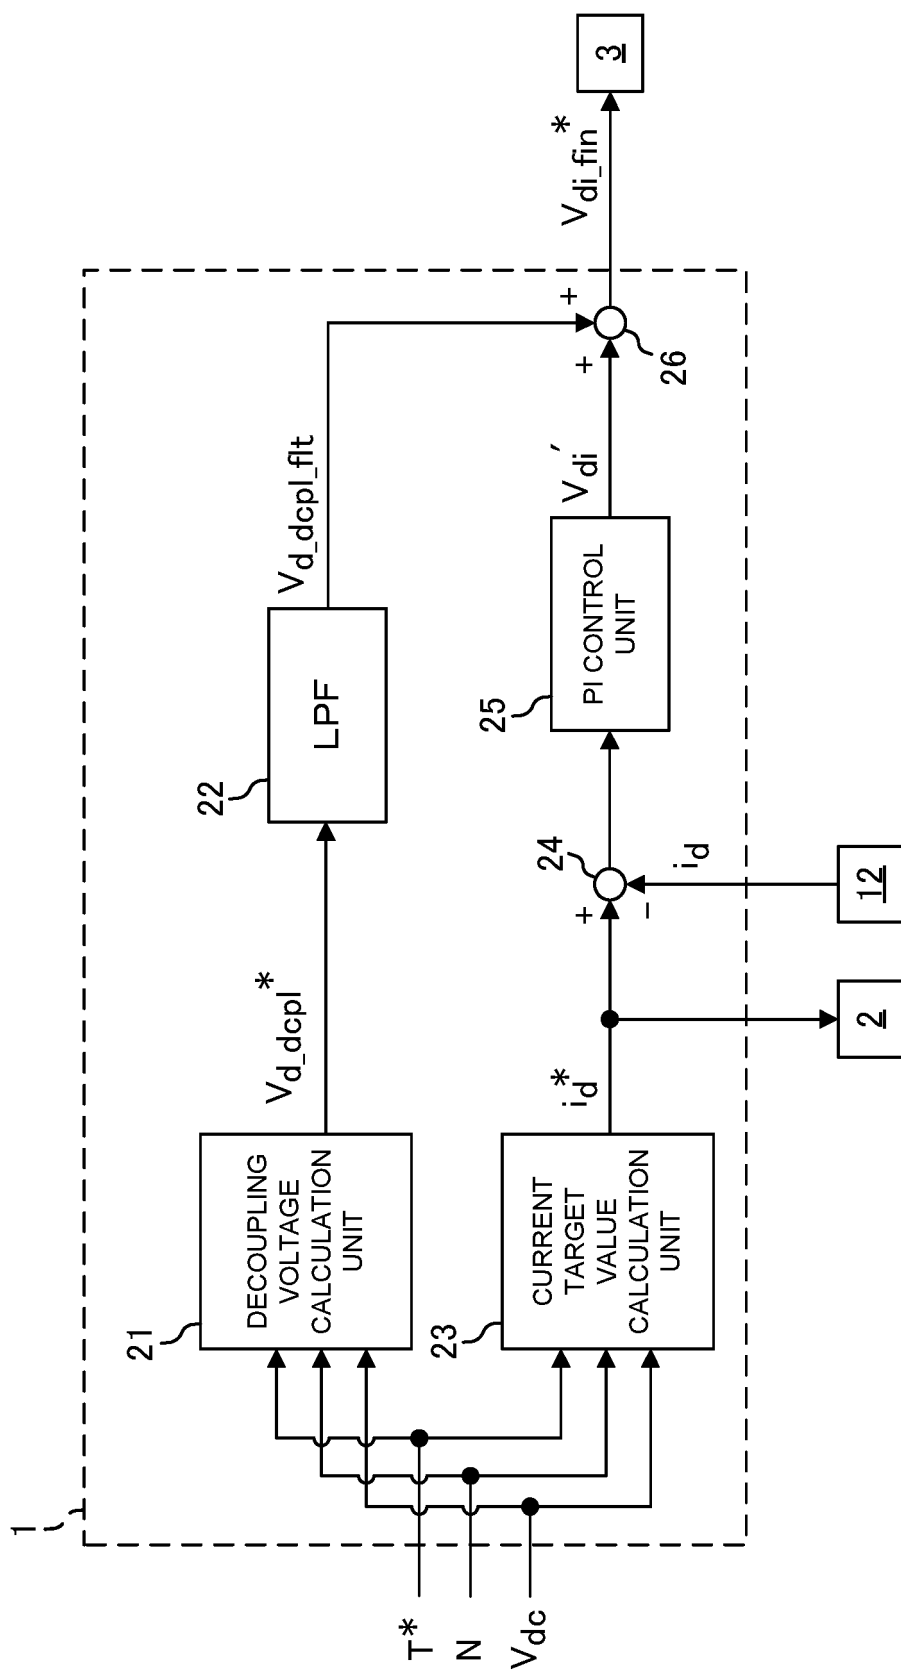 1
T*
N
Vdc
21
DECOUPLING
VOLTAGE
CALCULATION
UNIT
Vd_dcpl*
22
LPF
Vd_dcpl_flt
23
CURRENT
TARGET
VALUE
CALCULATION
UNIT
id*
2
+
−
24
id
12
25
PI CONTROL
UNIT
Vdi′
+
+
26
Vdi_fin*
3